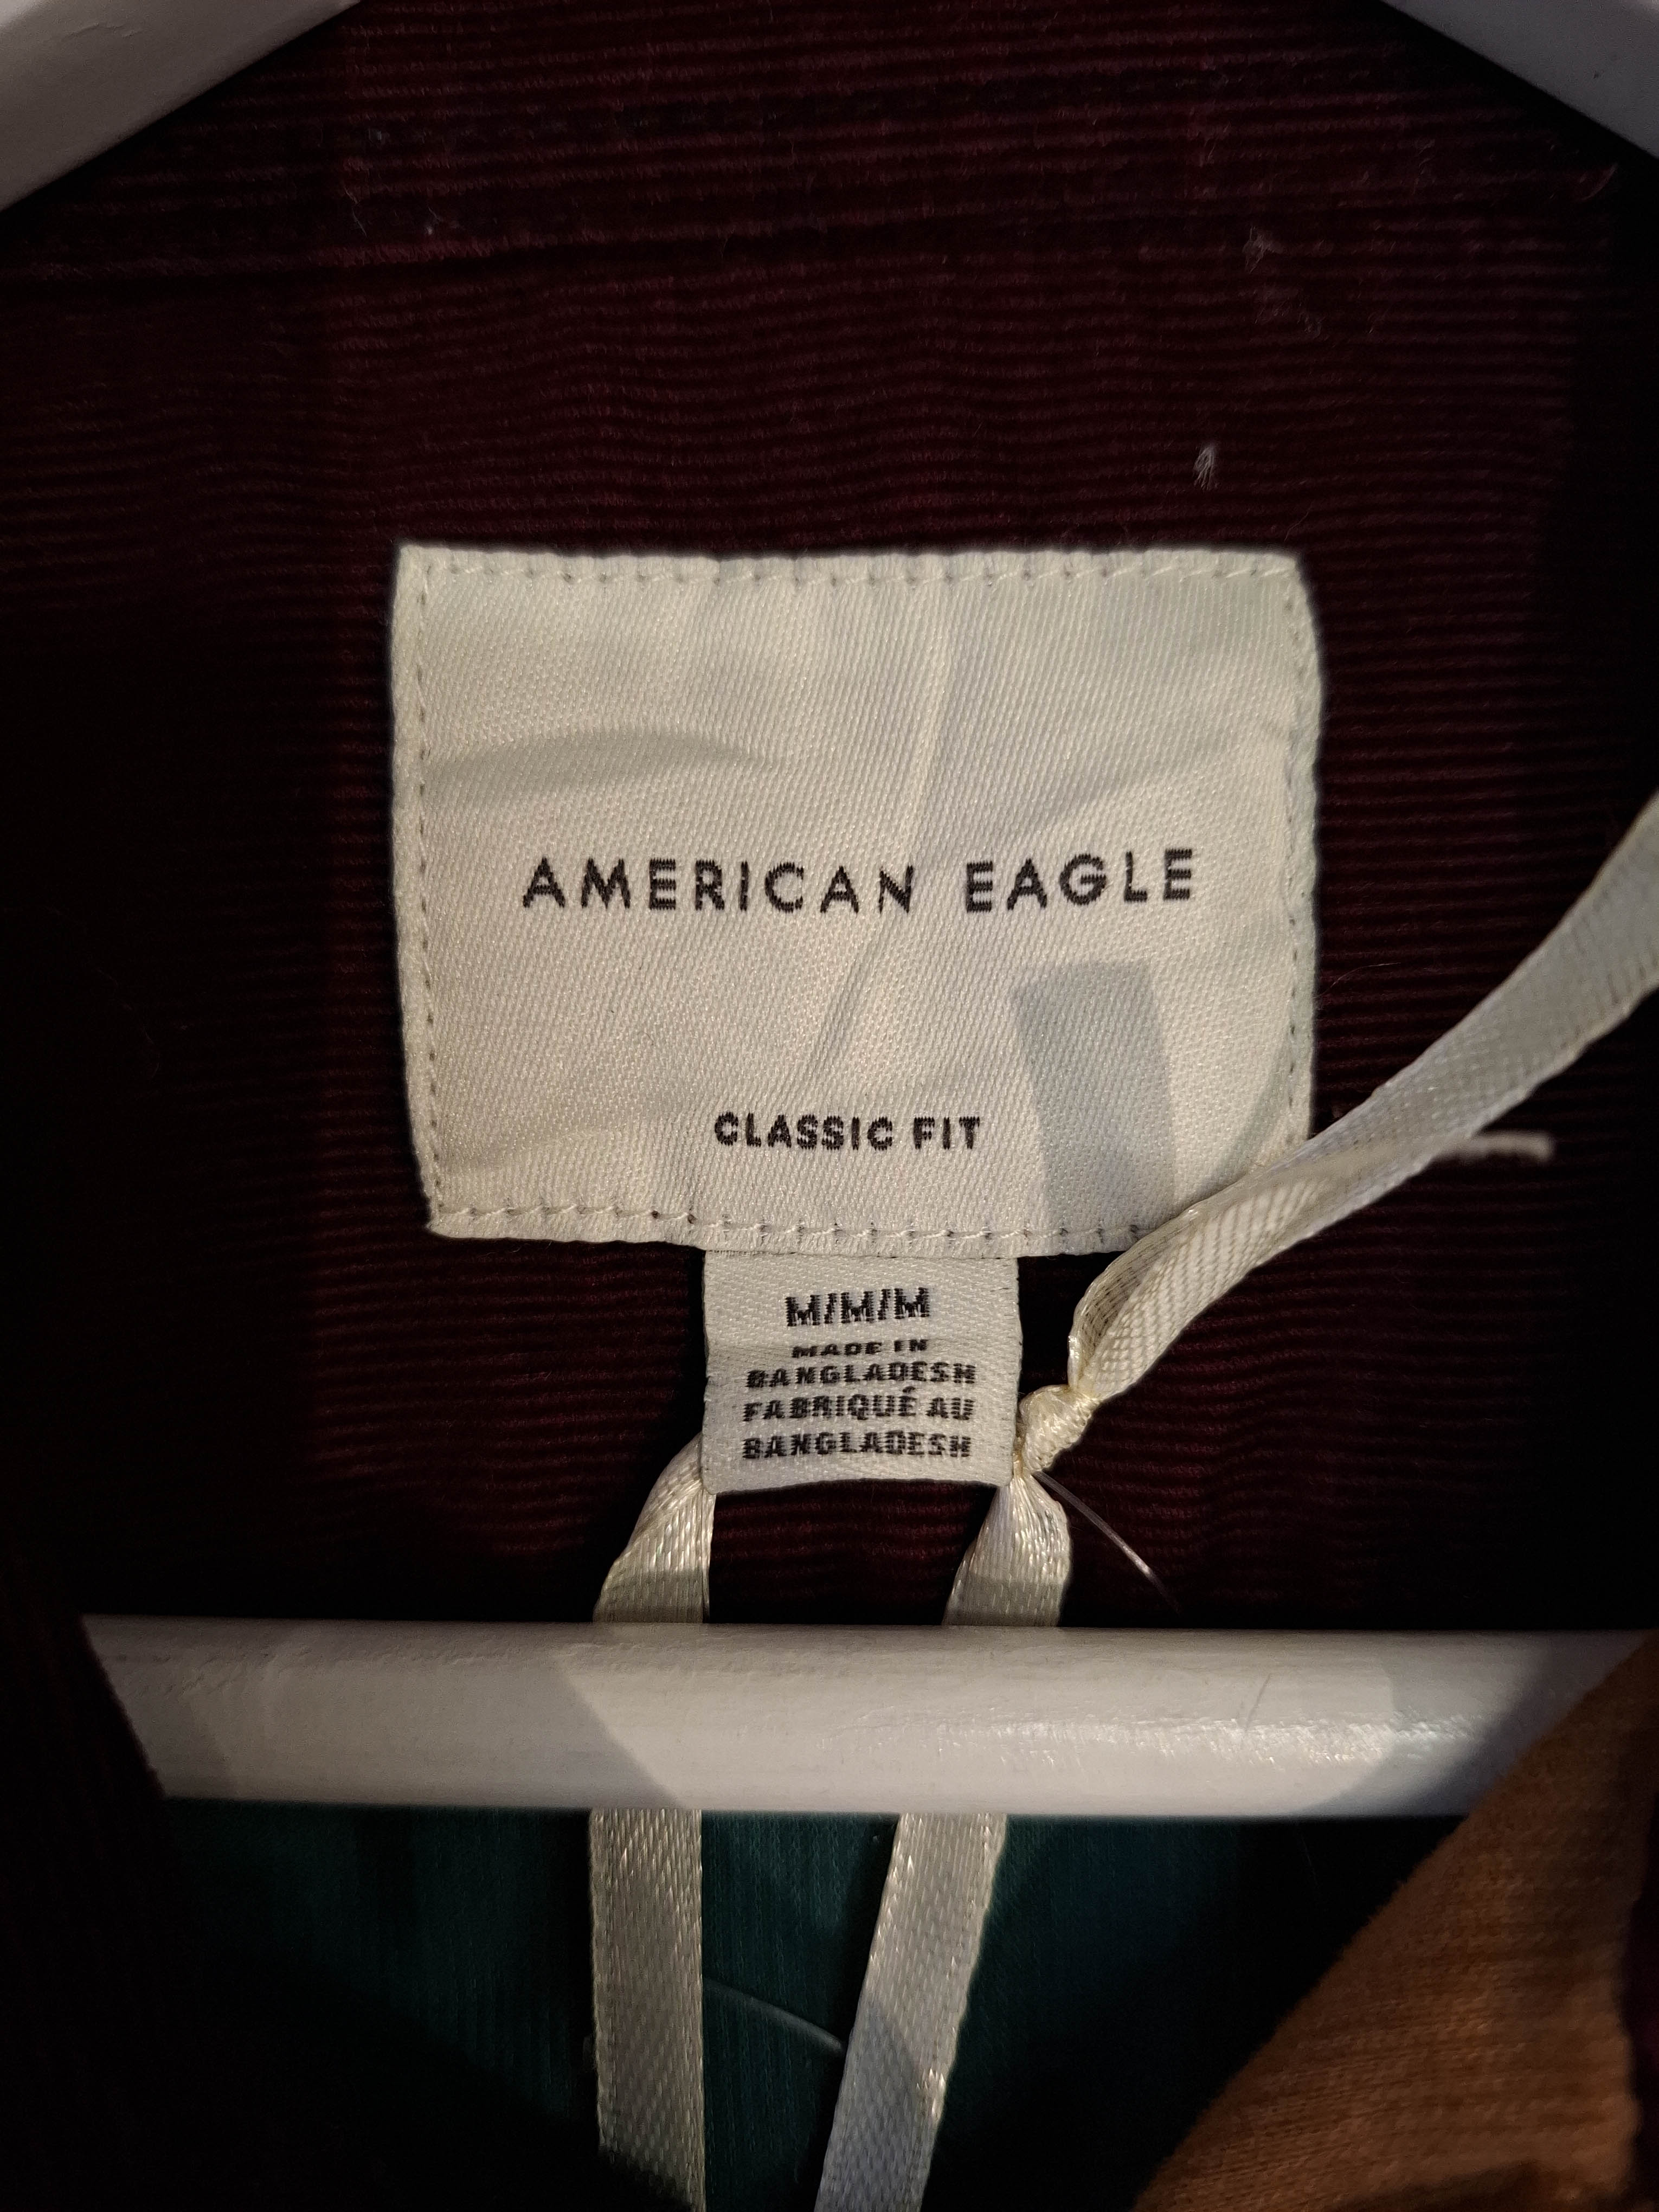 AMERICAN EAGLE
CLASSIC FIT
M/M/M
MADE IN
BANGLADESH
FABRIQUÉ AU
BANGLADESH